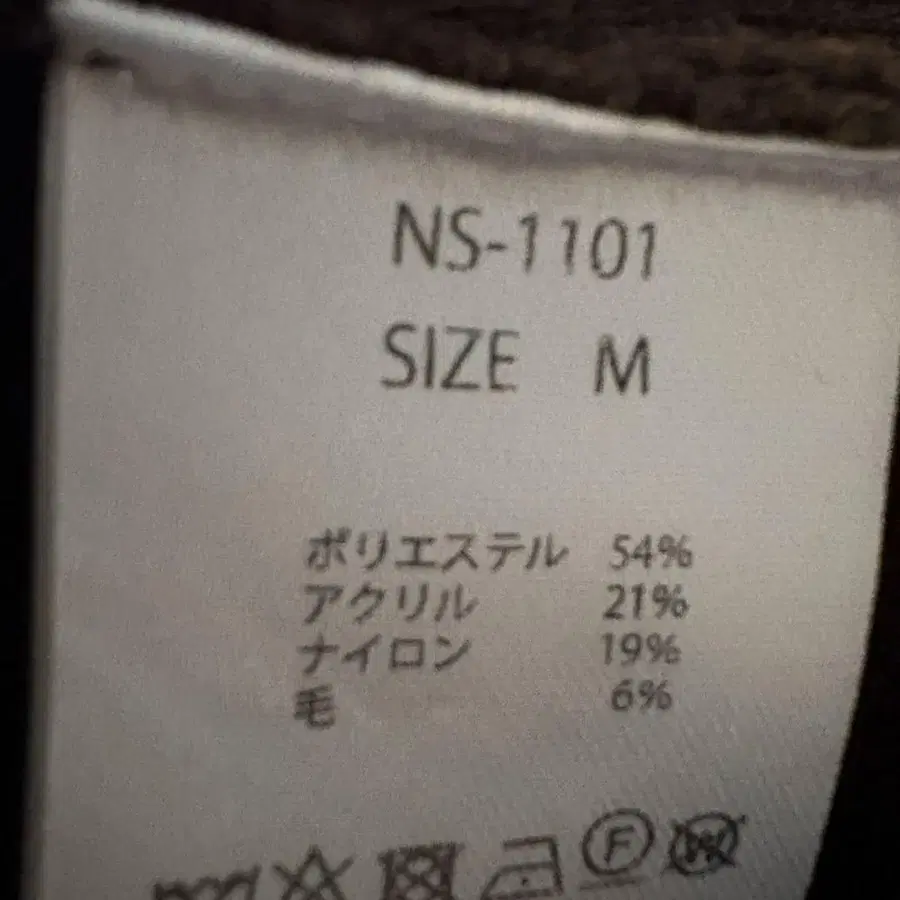 NS-1101
SIZE M
ポリエステル 54%
アクリル 21%
ナイロン 19%
毛 6%
F
W